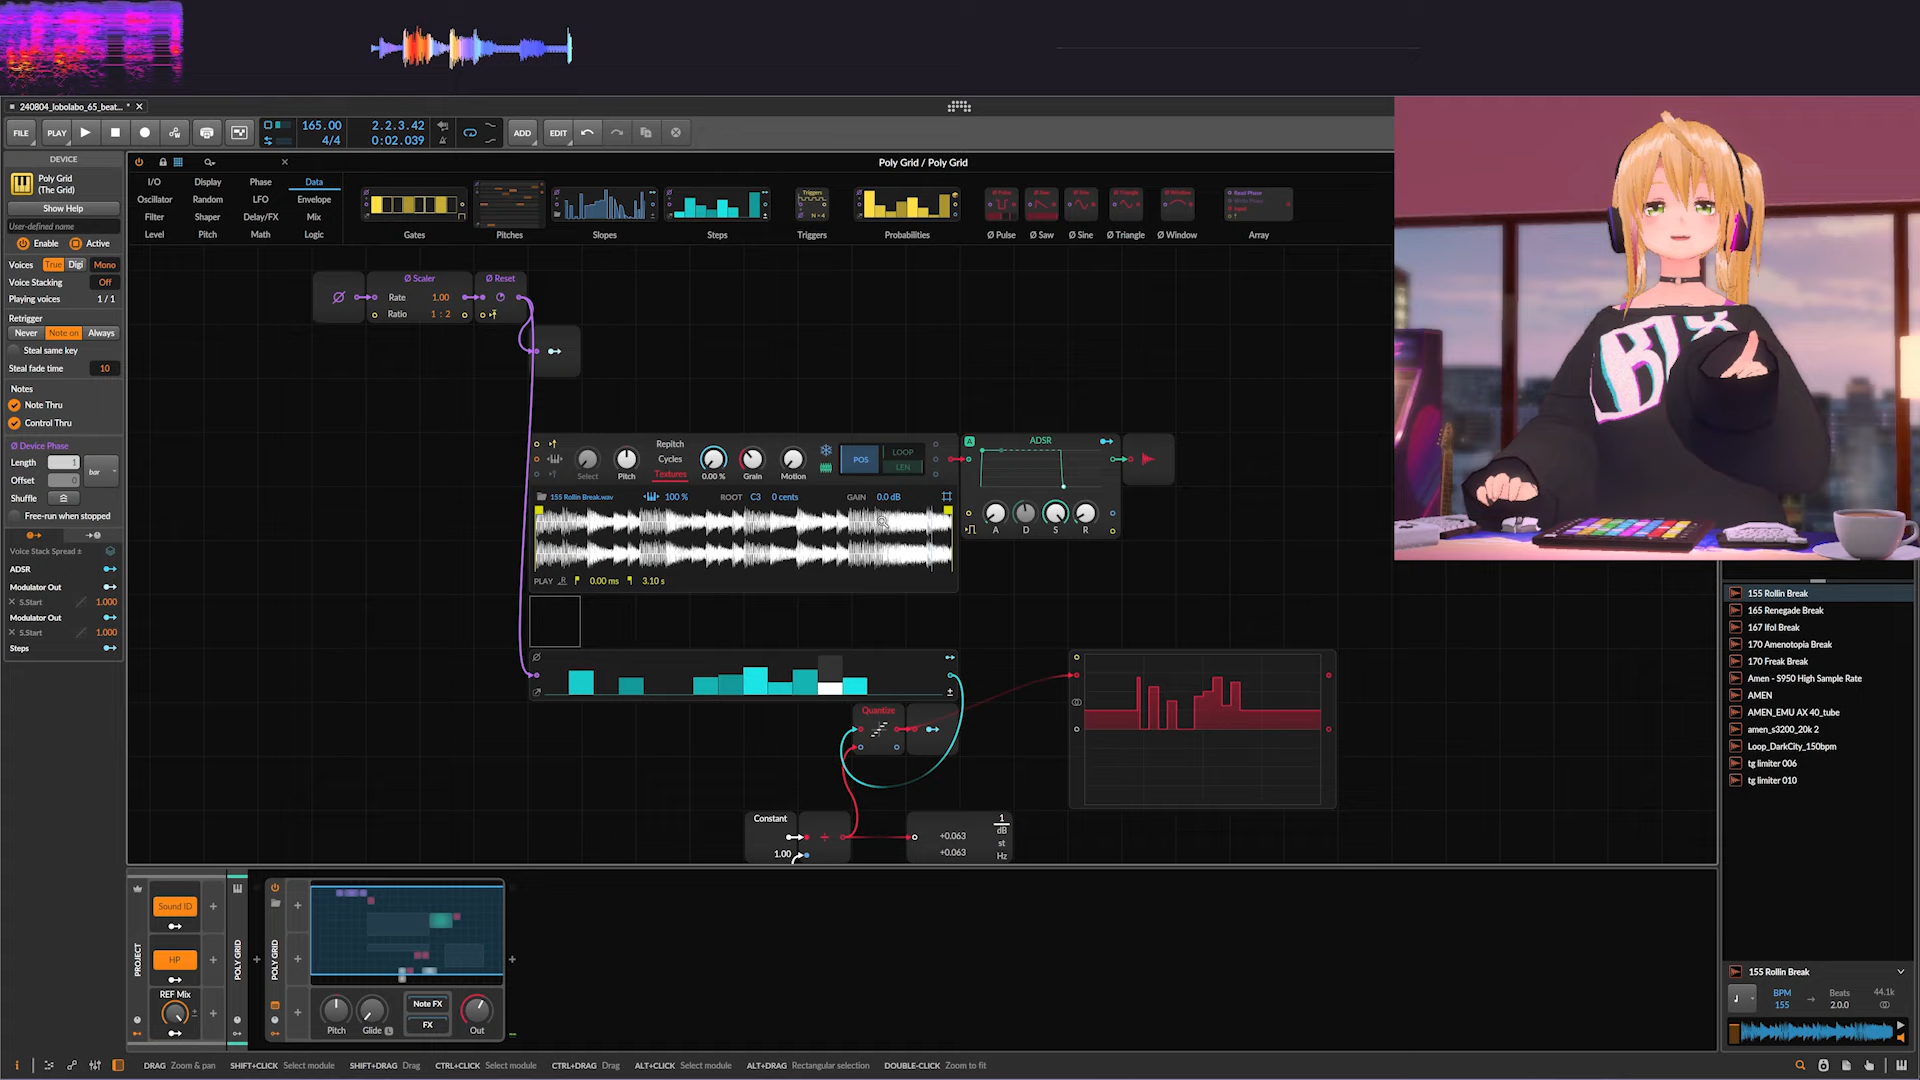 240804_lobolabo_65_beat... *
FILE
PLAY
165.00
4/4
2.2.3.42
0:02.039
ADD
EDIT
DEVICE
Poly Grid
(The Grid)
Show Help
User-defined name
Enable
Active
Voices
True
Digi
Mono
Voice Stacking
Off
Playing voices
1 / 1
Retrigger
Never
Note on
Always
Steal same key
Steal fade time
10
Notes
Note Thru
Control Thru
Ø Device Phase
Length
1
bar
Offset
0
Shuffle
Free-run when stopped
Voice Stack Spread ±
ADSR
Modulator Out
S.Start
1.000
Modulator Out
S.Start
1.000
Steps
Poly Grid / Poly Grid
I/O
Display
Phase
Data
Oscillator
Random
LFO
Envelope
Filter
Shaper
Delay/FX
Mix
Level
Pitch
Math
Logic
Gates
Pitches
Slopes
Steps
Triggers
N = 4
Triggers
Probabilities
Ø Pulse
Ø Saw
Ø Sine
Ø Triangle
Ø Window
Array
Ø Scaler
Rate
1.00
Ratio
1 : 2
Ø Reset
Select
Pitch
Repitch
Cycles
Textures
0.00 %
Grain
Motion
POS
LOOP
LEN
155 Rollin Break.wav
100 %
ROOT
C3
0 cents
GAIN
0.0 dB
PLAY
0.00 ms
3.10 s
A
ADSR
A
D
S
R
Quantize
Constant
1.00
+0.063
+0.063
1
dB
st
Hz
155 Rollin Break
165 Renegade Break
167 Ifol Break
170 Amenotopia Break
170 Freak Break
Amen - S950 High Sample Rate
AMEN
AMEN_EMU AX 40_tube
amen_s3200_20k 2
Loop_DarkCity_150bpm
tg limiter 006
tg limiter 010
155 Rollin Break
BPM
155
Beats
2.0.0
44.1k
PROJECT
Sound ID
HP
REF Mix
POLY GRID
POLY GRID
Pitch
Glide
L
Note FX
FX
Out
DRAG Zoom & pan
SHIFT+CLICK Select module
SHIFT+DRAG Drag
CTRL+CLICK Select module
CTRL+DRAG Drag
ALT+CLICK Select module
ALT+DRAG Rectangular selection
DOUBLE-CLICK Zoom to fit